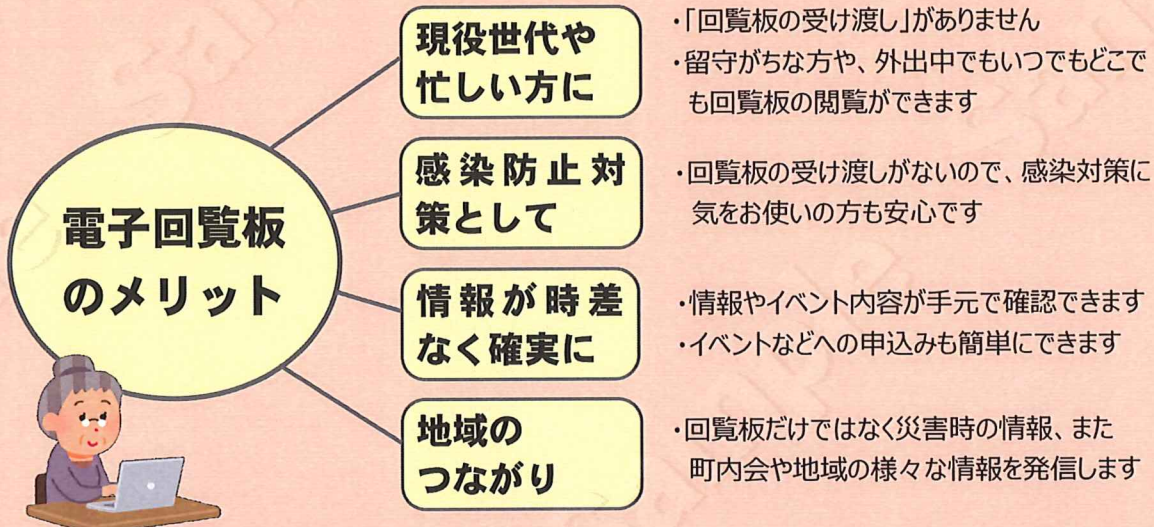 電子回覧板
のメリット
現役世代や
忙しい方に
・「回覧板の受け渡し」がありません
・留守がちな方や、外出中でもいつでもどこで
も回覧板の閲覧ができます
感染防止対
策として
・回覧板の受け渡しがないので、感染対策に
気をお使いの方も安心です
情報が時差
なく確実に
・情報やイベント内容が手元で確認できます
・イベントなどへの申込みも簡単にできます
地域の
つながり
・回覧板だけではなく災害時の情報、また
町内会や地域の様々な情報を発信します